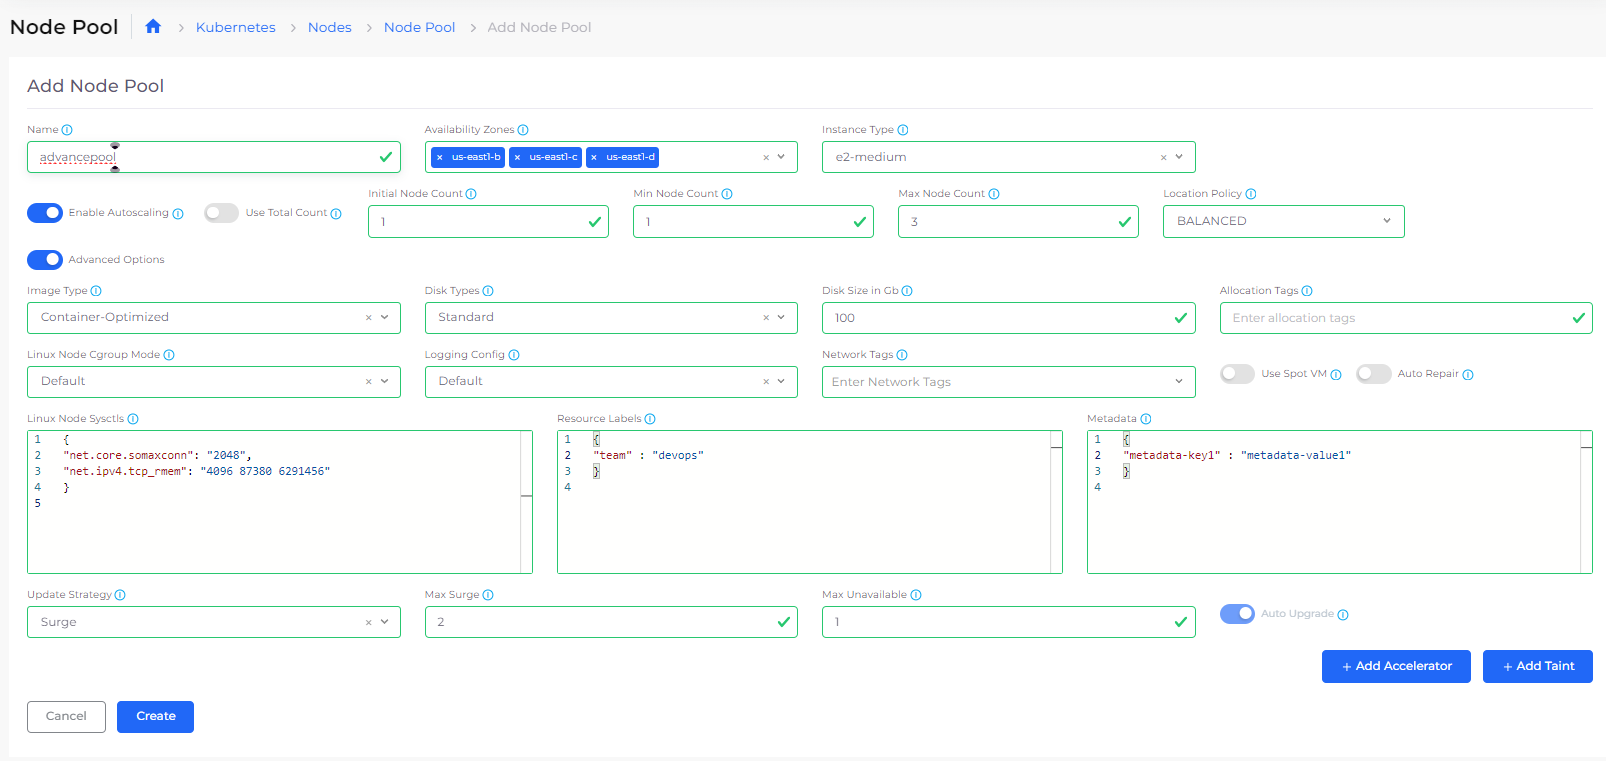 Node Pool
Kubernetes > Nodes > Node Pool > Add Node Pool
Add Node Pool
Name
Availability Zones
Instance Type
advancepool
× us-east1-b × us-east1-c × us-east1-d
e2-medium
Enable Autoscaling
Use Total Count
Initial Node Count
Min Node Count
Max Node Count
Location Policy
1
1
3
BALANCED
Advanced Options
Image Type
Disk Types
Disk Size in Gb
Allocation Tags
Container-Optimized
Standard
100
Enter allocation tags
Linux Node Cgroup Mode
Logging Config
Network Tags
Default
Default
Enter Network Tags
Use Spot VM
Auto Repair
Linux Node Sysctls
1 {
2 "net.core.somaxconn": "2048",
3 "net.ipv4.tcp_rmem": "4096 87380 6291456"
4 }
5
Resource Labels
1 {
2 "team" : "devops"
3 }
4
Metadata
1 {
2 "metadata-key1" : "metadata-value1"
3 }
4
Update Strategy
Max Surge
Max Unavailable
Surge
2
1
Auto Upgrade
+ Add Accelerator
+ Add Taint
Cancel
Create